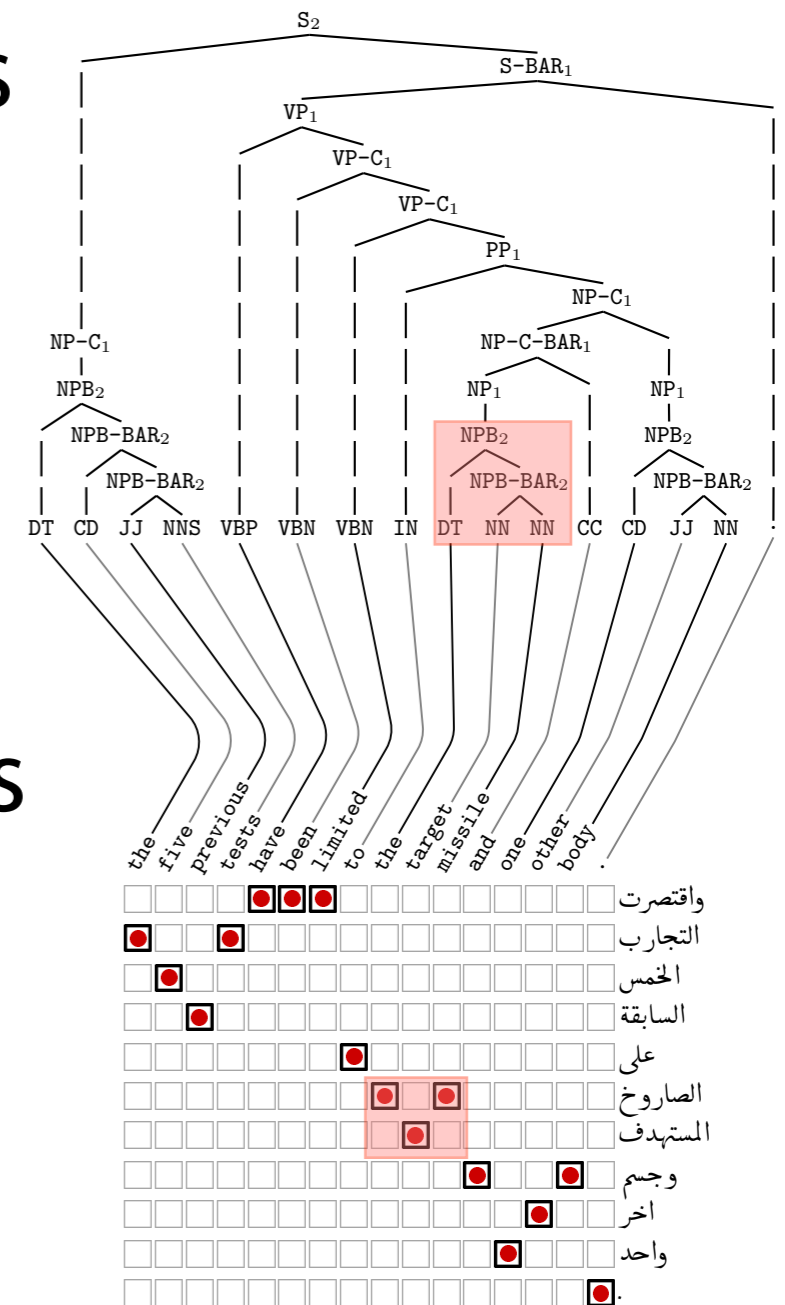 S
S₂
S-BAR₁
VP₁
VP-C₁
VP-C₁
PP₁
NP-C₁
NP-C₁ NP-C-BAR₁
NPB₂ NP₁ NP₁
NPB-BAR₂ NPB₂ NPB₂
NPB-BAR₂ NPB-BAR₂ NPB-BAR₂
DT CD JJ NNS VBP VBN VBN IN DT NN NN CC CD JJ NN .
S
the five previous tests have been limited to the target missile and one other body .
واقتصرت
التجارب
الخمس
السابقة
على
الصاروخ
المستهدف
وجسم
اخر
واحد
.